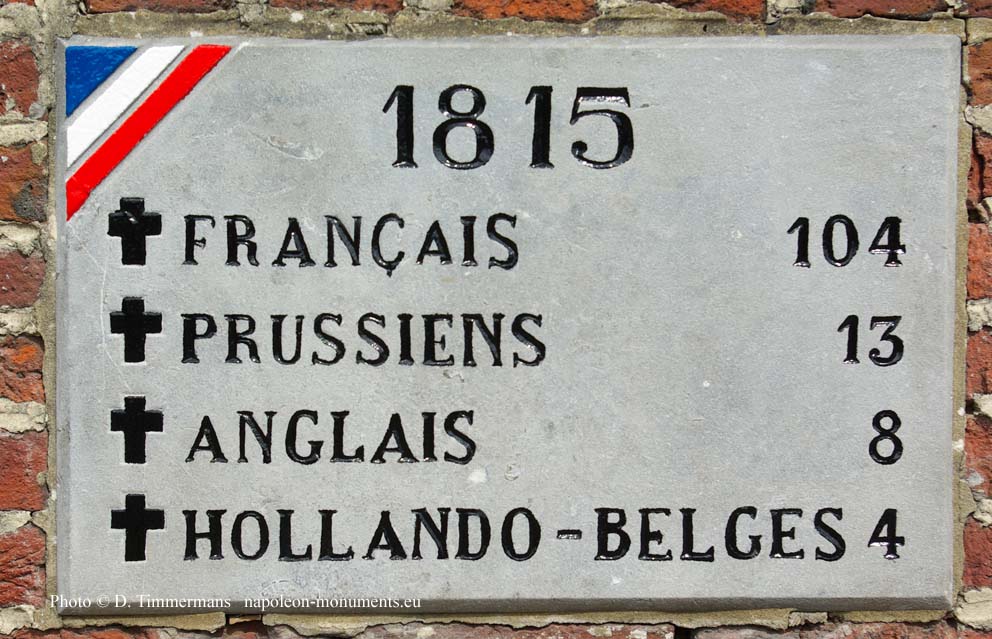 1815
FRANÇAIS 104
PRUSSIENS 13
ANGLAIS 8
HOLLANDO-BELGES 4
Photo © D. Timmermans napoleon-monuments.eu